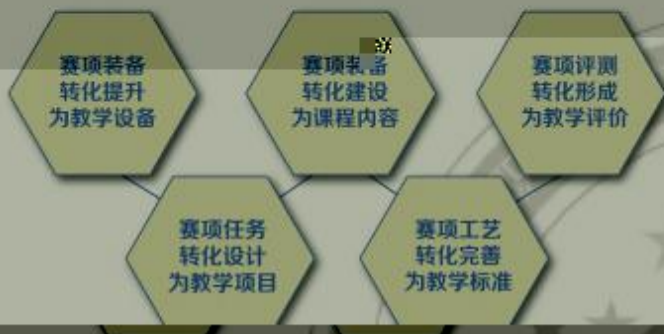 赛项装备
转化提升
为教学设备
赛项装备
转化建设
为课程内容
赛项评测
转化形成
为教学评价
赛项任务
转化设计
为教学项目
赛项工艺
转化完善
为教学标准